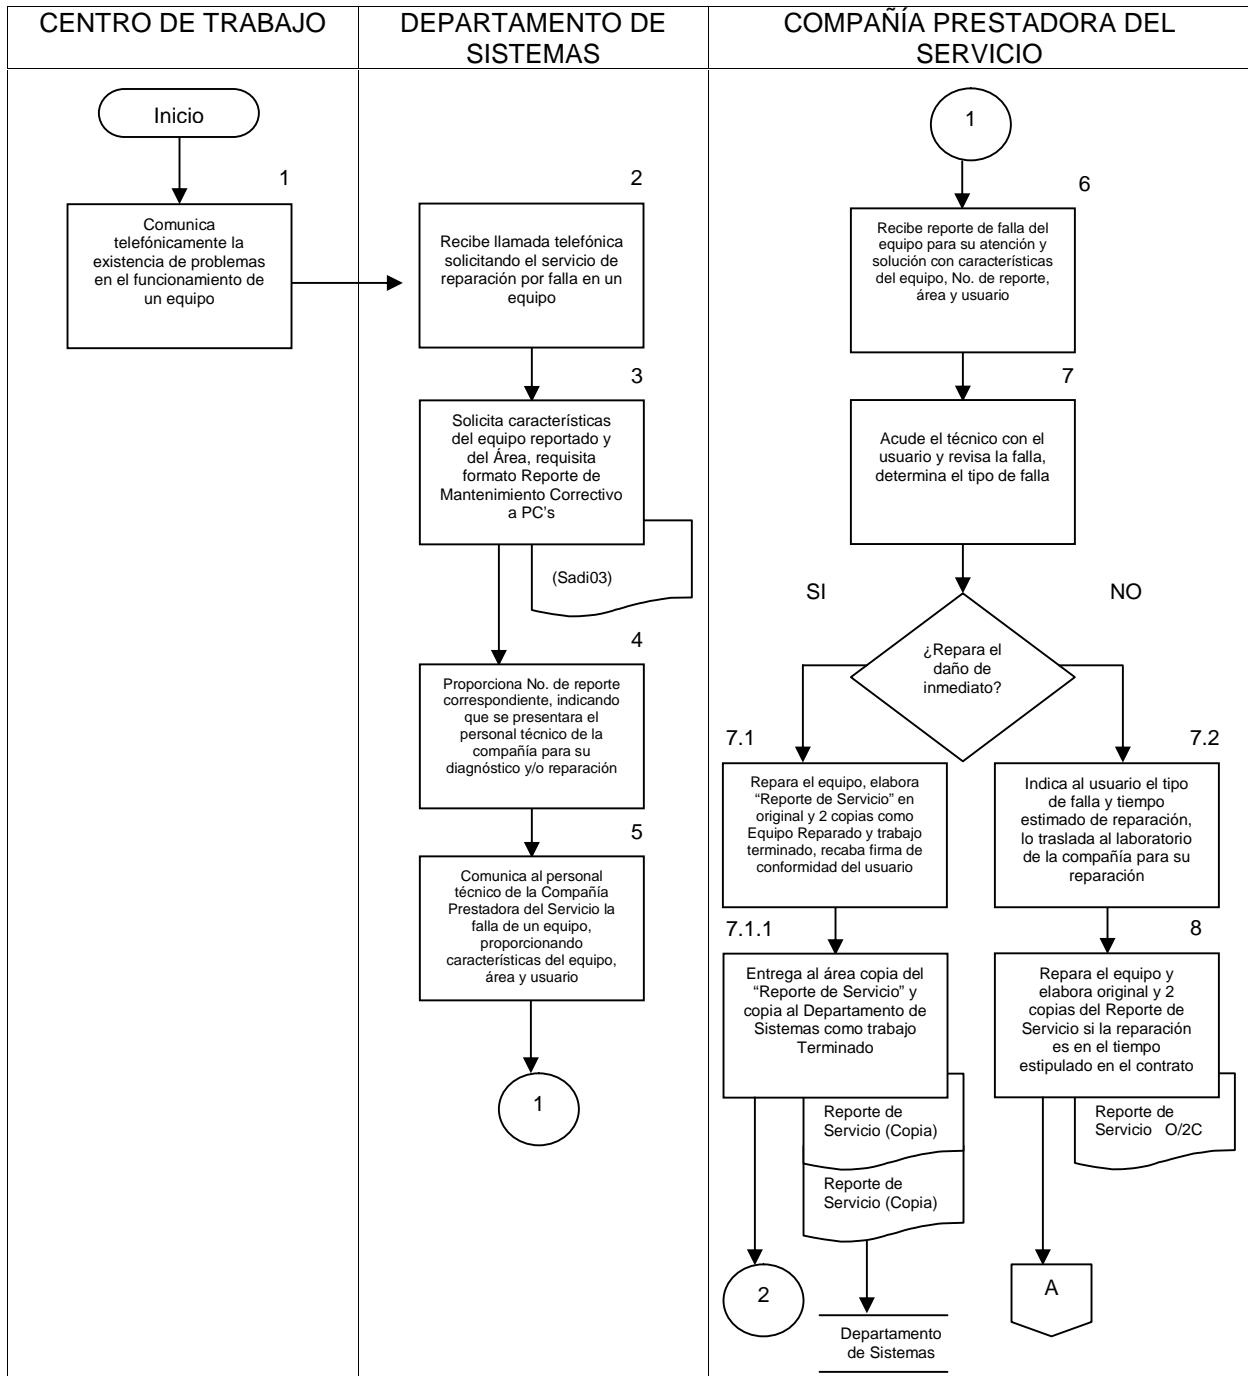 CENTRO DE TRABAJO
DEPARTAMENTO DE
SISTEMAS
COMPAÑÍA PRESTADORA DEL
SERVICIO
Inicio
1
Comunica
telefónicamente la
existencia de problemas
en el funcionamiento de
un equipo
2
Recibe llamada telefónica
solicitando el servicio de
reparación por falla en un
equipo
3
Solicita características
del equipo reportado y
del Área, requisita
formato Reporte de
Mantenimiento Correctivo
a PC's
(Sadi03)
4
Proporciona No. de reporte
correspondiente, indicando
que se presentara el
personal técnico de la
compañía para su
diagnóstico y/o reparación
5
Comunica al personal
técnico de la Compañía
Prestadora del Servicio la
falla de un equipo,
proporcionando
características del equipo,
área y usuario
1
1
6
Recibe reporte de falla del
equipo para su atención y
solución con características
del equipo, No. de reporte,
área y usuario
7
Acude el técnico con el
usuario y revisa la falla,
determina el tipo de falla
SI
NO
¿Repara el
daño de
inmediato?
7.1
Repara el equipo, elabora
“Reporte de Servicio” en
original y 2 copias como
Equipo Reparado y trabajo
terminado, recaba firma de
conformidad del usuario
7.1.1
Entrega al área copia del
“Reporte de Servicio” y
copia al Departamento de
Sistemas como trabajo
Terminado
Reporte de
Servicio (Copia)
Reporte de
Servicio (Copia)
2
Departamento
de Sistemas
7.2
Indica al usuario el tipo
de falla y tiempo
estimado de reparación,
lo traslada al laboratorio
de la compañía para su
reparación
8
Repara el equipo y
elabora original y 2
copias del Reporte de
Servicio si la reparación
es en el tiempo
estipulado en el contrato
Reporte de
Servicio O/2C
A